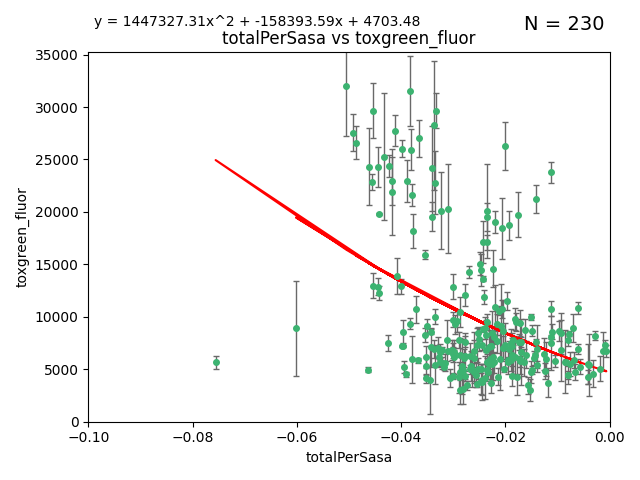 y = 1447327.31x^2 + -158393.59x + 4703.48
N = 230
totalPerSasa vs toxgreen_fluor
35000
30000
25000
20000
15000
10000
5000
0
toxgreen_fluor
−0.10
−0.08
−0.06
−0.04
−0.02
0.00
totalPerSasa